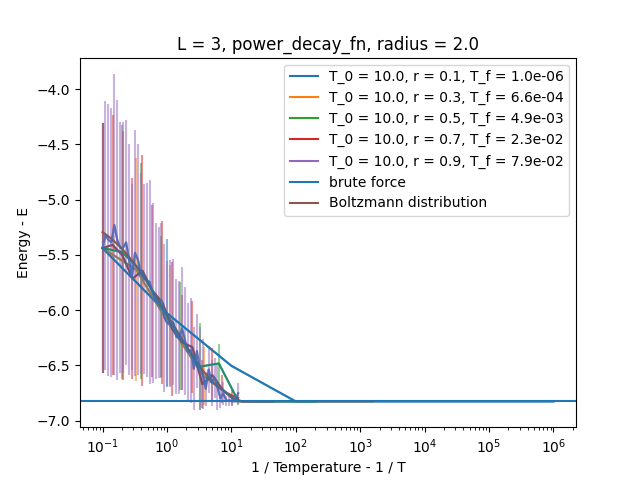 L = 3, power_decay_fn, radius = 2.0
T_0 = 10.0, r = 0.1, T_f = 1.0e-06
T_0 = 10.0, r = 0.3, T_f = 6.6e-04
T_0 = 10.0, r = 0.5, T_f = 4.9e-03
T_0 = 10.0, r = 0.7, T_f = 2.3e-02
T_0 = 10.0, r = 0.9, T_f = 7.9e-02
brute force
Boltzmann distribution
Energy - E
−4.0
−4.5
−5.0
−5.5
−6.0
−6.5
−7.0
10⁻¹ 10⁰ 10¹ 10² 10³ 10⁴ 10⁵ 10⁶
1 / Temperature - 1 / T